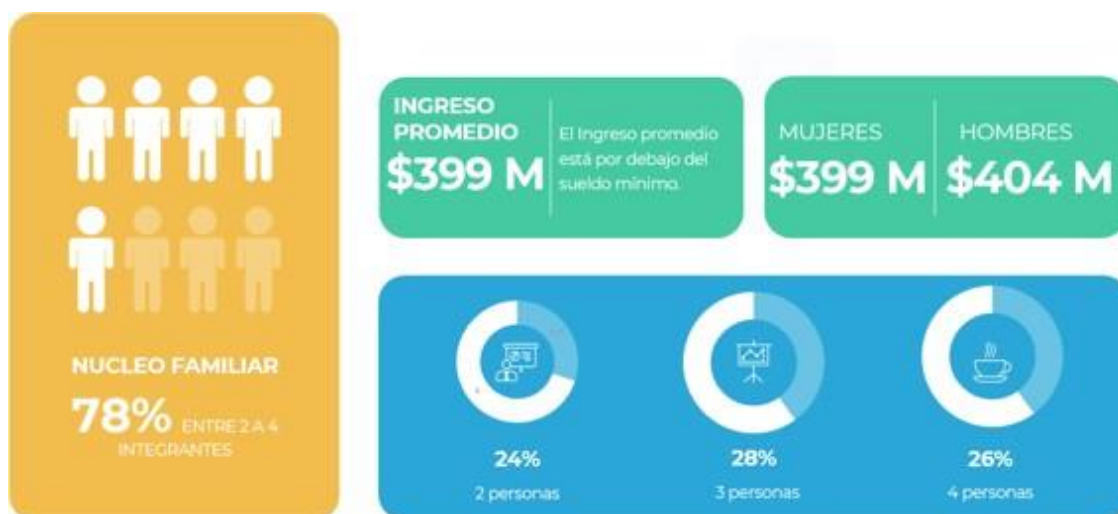 NUCLEO FAMILIAR
78% ENTRE 2 A 4
INTEGRANTES
INGRESO
PROMEDIO
$399 M
El Ingreso promedio
está por debajo del
sueldo mínimo.
MUJERES
$399 M
HOMBRES
$404 M
24%
2 personas
28%
3 personas
26%
4 personas